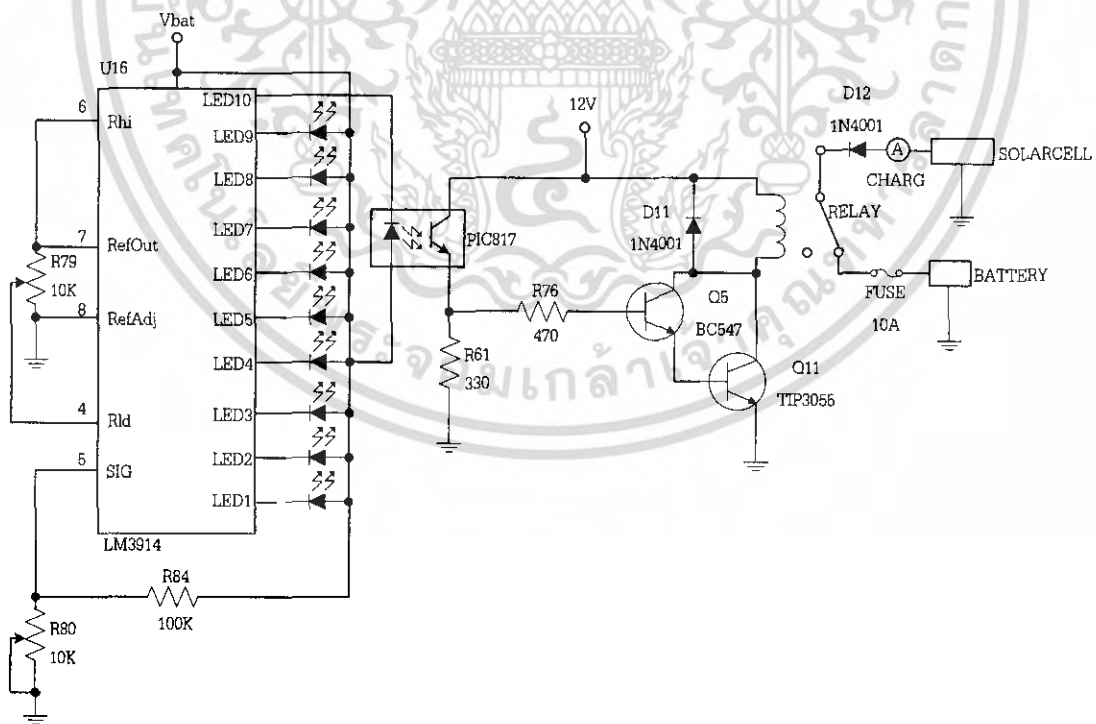 Vbat
U16
LM3914
6
Rhi
7
RefOut
R79
10K
8
RefAdj
4
Rld
5
SIG
LED10
LED9
LED8
LED7
LED6
LED5
LED4
LED3
LED2
LED1
R84
100K
R80
10K
PIC817
R61
330
R76
470
12V
D11
1N4001
Q5
BC547
Q11
TIP3055
D12
1N4001
A
CHARG
SOLARCELL
RELAY
FUSE
10A
BATTERY